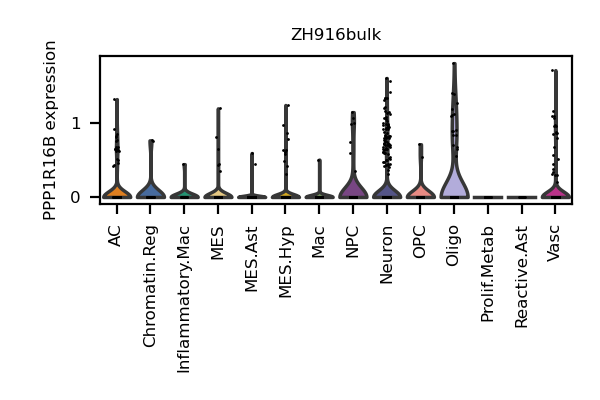 ZH916bulk
PPP1R16B expression
1
0
AC
Chromatin.Reg
Inflammatory.Mac
MES
MES.Ast
MES.Hyp
Mac
NPC
Neuron
OPC
Oligo
Prolif.Metab
Reactive.Ast
Vasc